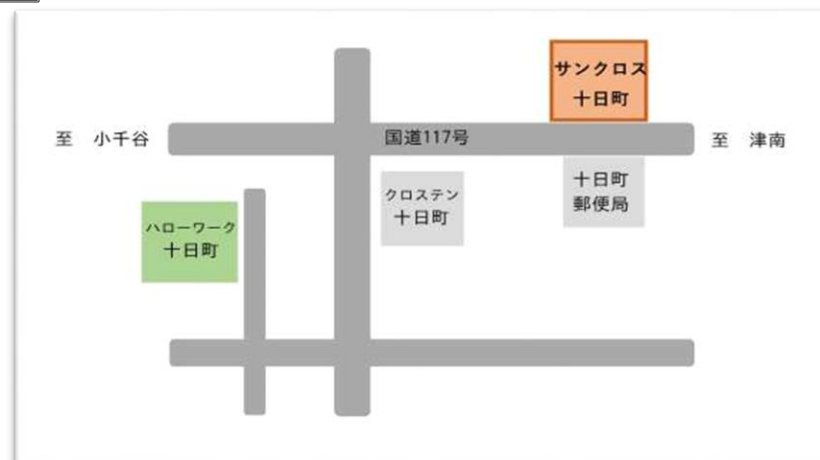 サンクロス
十日町
至　小千谷
国道117号
至　津南
クロステン
十日町
十日町
郵便局
ハローワーク
十日町